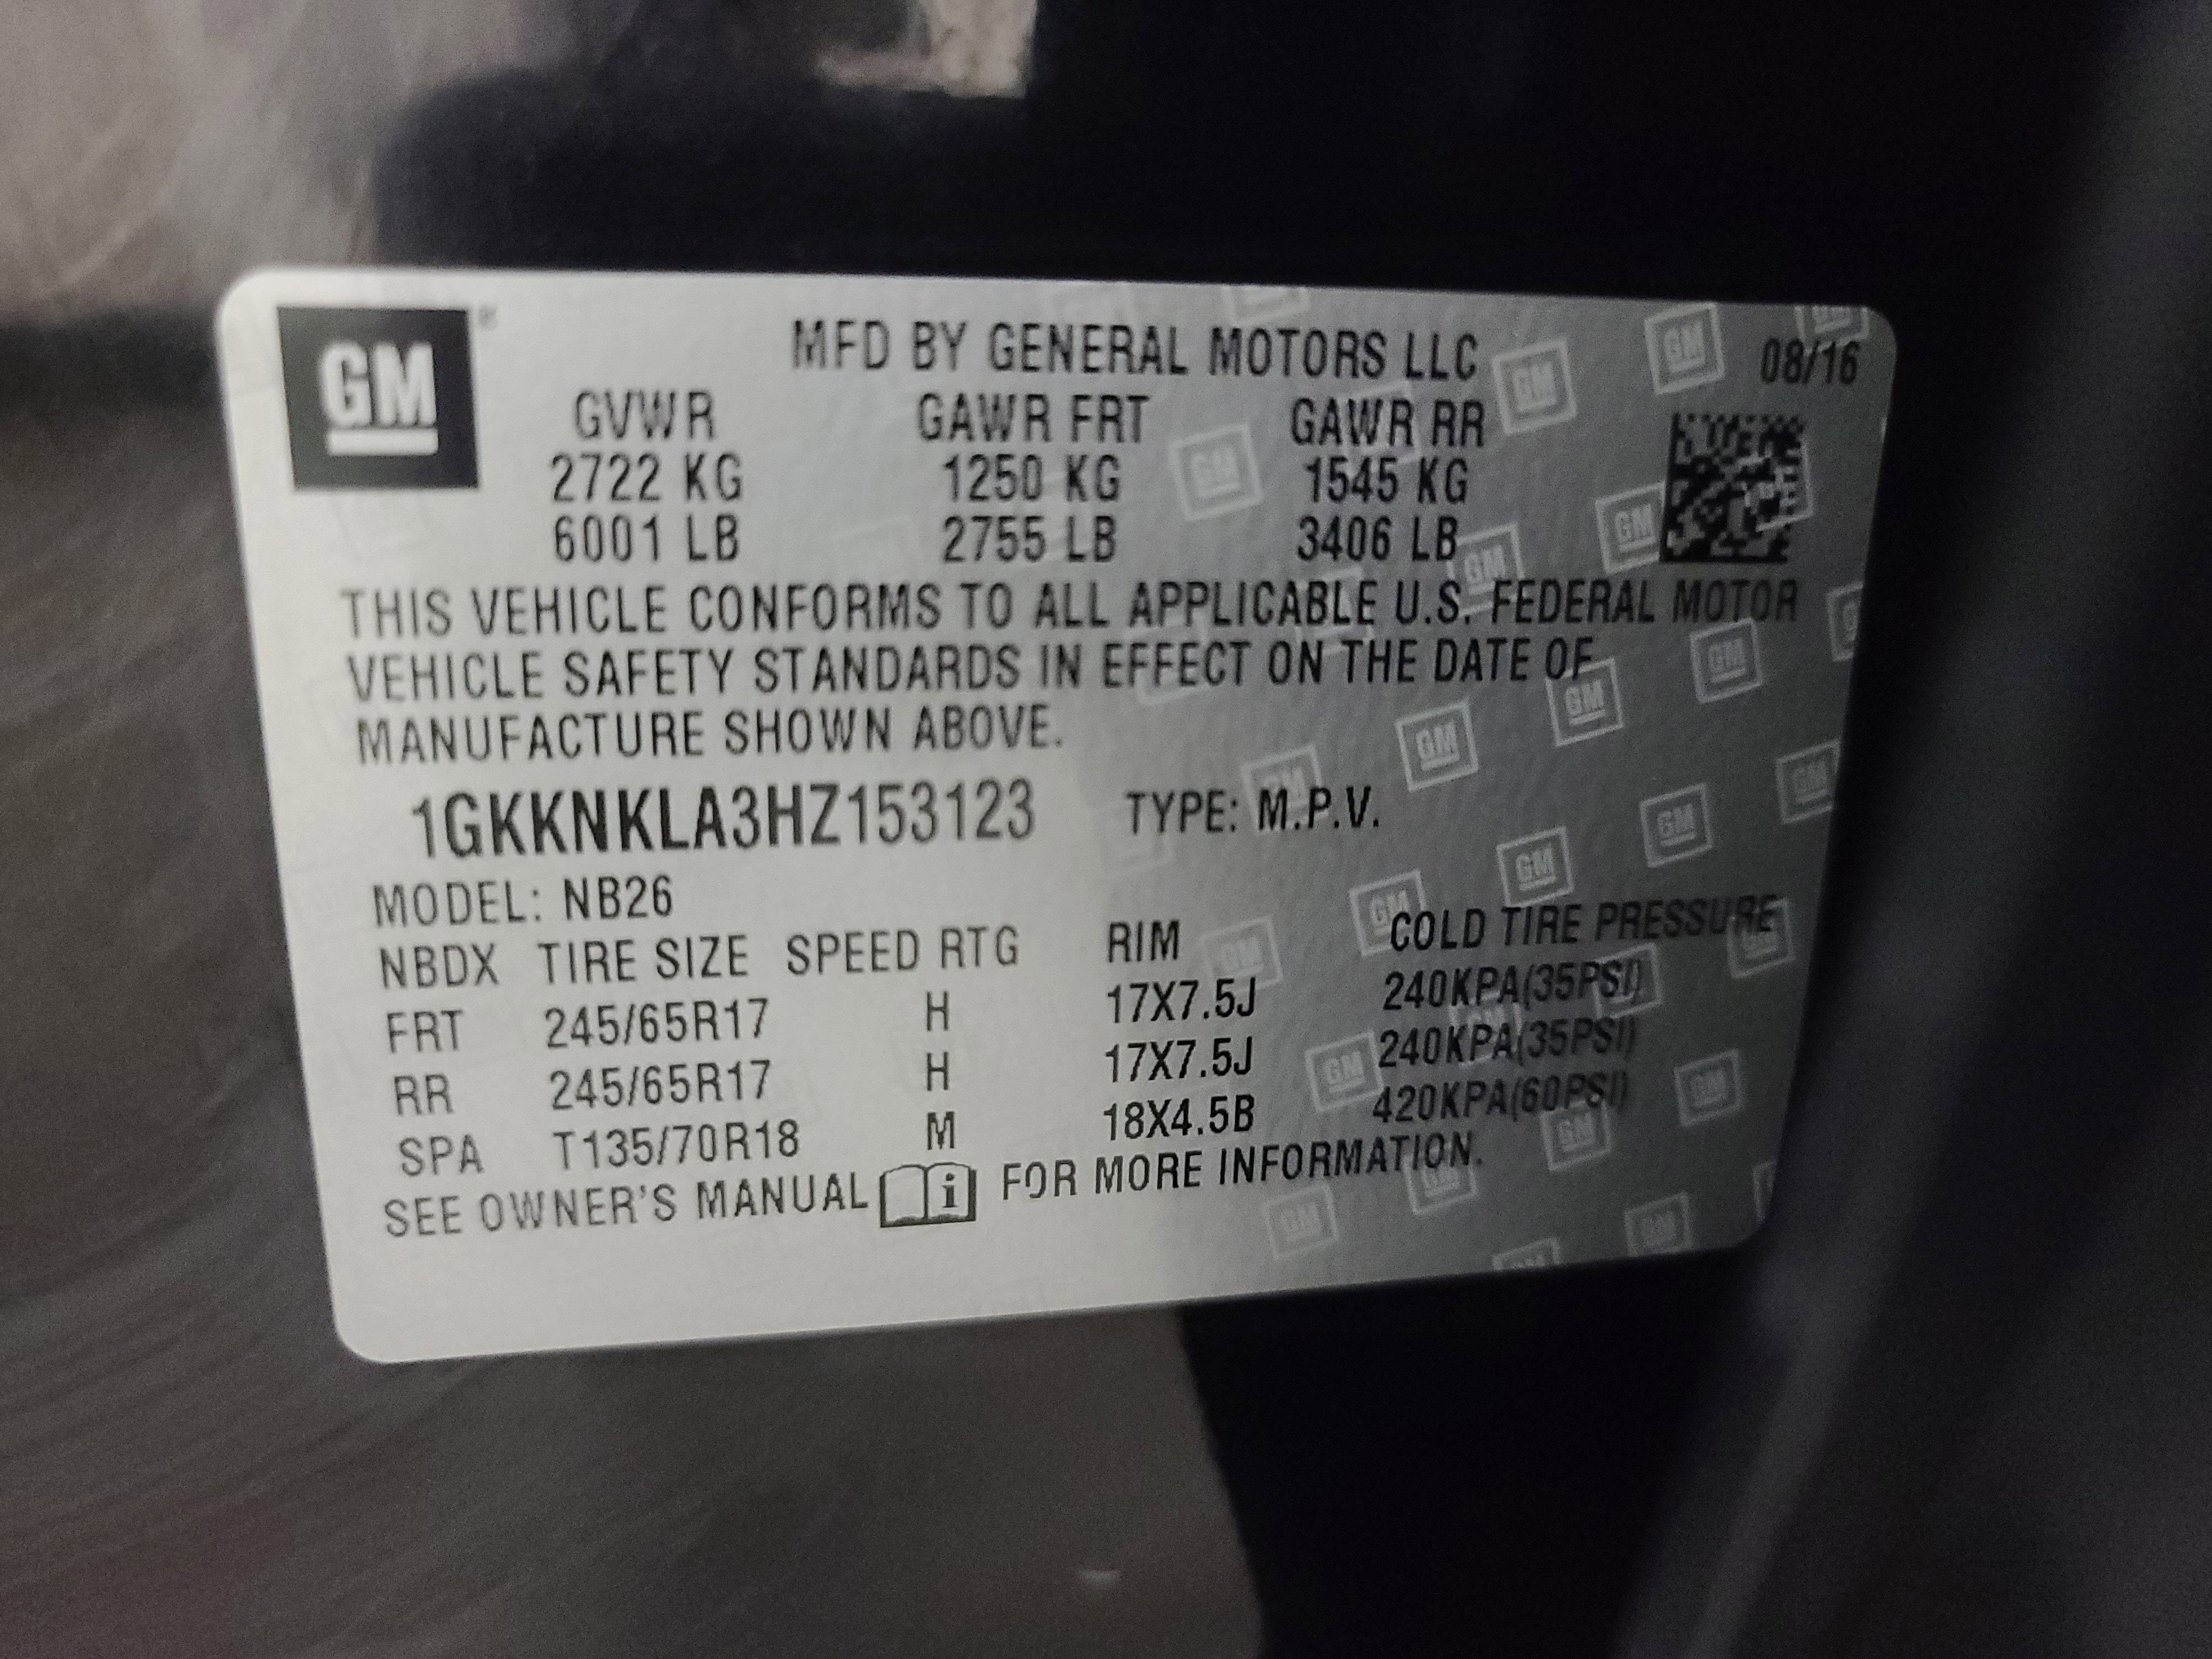 GM
MFD BY GENERAL MOTORS LLC 08/16
GVWR GAWR FRT GAWR RR
2722 KG 1250 KG 1545 KG
6001 LB 2755 LB 3406 LB
THIS VEHICLE CONFORMS TO ALL APPLICABLE U.S. FEDERAL MOTOR
VEHICLE SAFETY STANDARDS IN EFFECT ON THE DATE OF
MANUFACTURE SHOWN ABOVE.
1GKKNKLA3HZ153123 TYPE: M.P.V.
MODEL: NB26
NBDX TIRE SIZE SPEED RTG RIM COLD TIRE PRESSURE
FRT 245/65R17 H 17X7.5J 240KPA(35PSI)
RR 245/65R17 H 17X7.5J 240KPA(35PSI)
SPA T135/70R18 M 18X4.5B 420KPA(60PSI)
SEE OWNER'S MANUAL i FOR MORE INFORMATION.